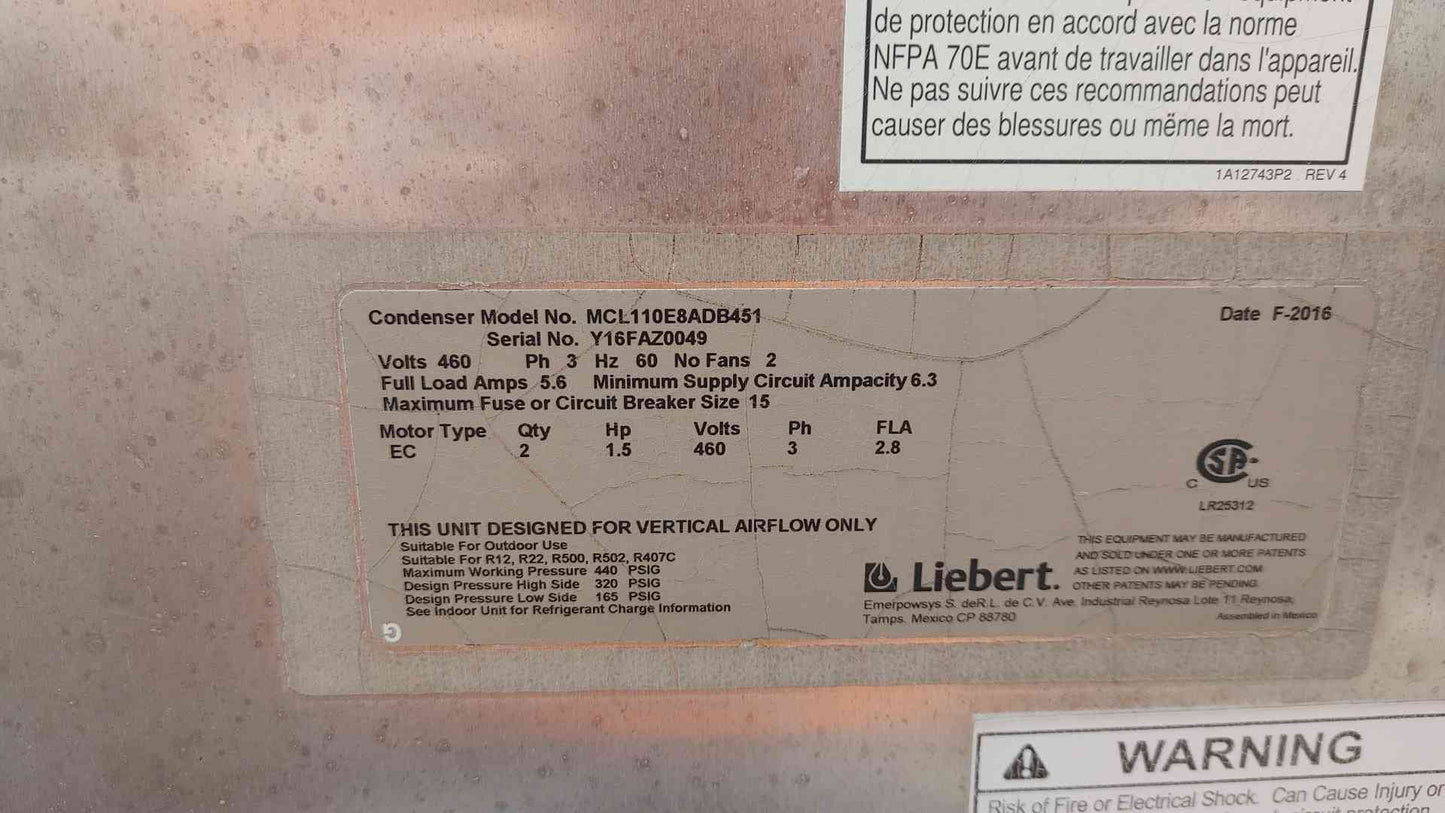 de protection en accord avec la norme
NFPA 70E avant de travailler dans l'appareil.
Ne pas suivre ces recommandations peut
causer des blessures ou même la mort.
1A12743P2 REV 4
Condenser Model No. MCL110E8ADB451
Date F-2016
Serial No. Y16FAZ0049
Volts 460 Ph 3 Hz 60 No Fans 2
Full Load Amps 5.6 Minimum Supply Circuit Ampacity 6.3
Maximum Fuse or Circuit Breaker Size 15
Motor Type Qty Hp Volts Ph FLA
EC 2 1.5 460 3 2.8
CSA
C US
LR25312
THIS UNIT DESIGNED FOR VERTICAL AIRFLOW ONLY
Suitable For Outdoor Use
Suitable For R12, R22, R500, R502, R407C
Maximum Working Pressure 440 PSIG
Design Pressure High Side 320 PSIG
Design Pressure Low Side 165 PSIG
See Indoor Unit for Refrigerant Charge Information
G
THIS EQUIPMENT MAY BE MANUFACTURED
AND SOLD UNDER ONE OR MORE PATENTS
AS LISTED ON WWW.LIEBERT.COM
OTHER PATENTS MAY BE PENDING.
Liebert.
Emerpowsys S. deR.L. de C.V. Ave. Industrial Reynosa Lote 11 Reynosa,
Tamps. Mexico CP 88780
Assembled in Mexico
WARNING
Risk of Fire or Electrical Shock. Can Cause Injury or